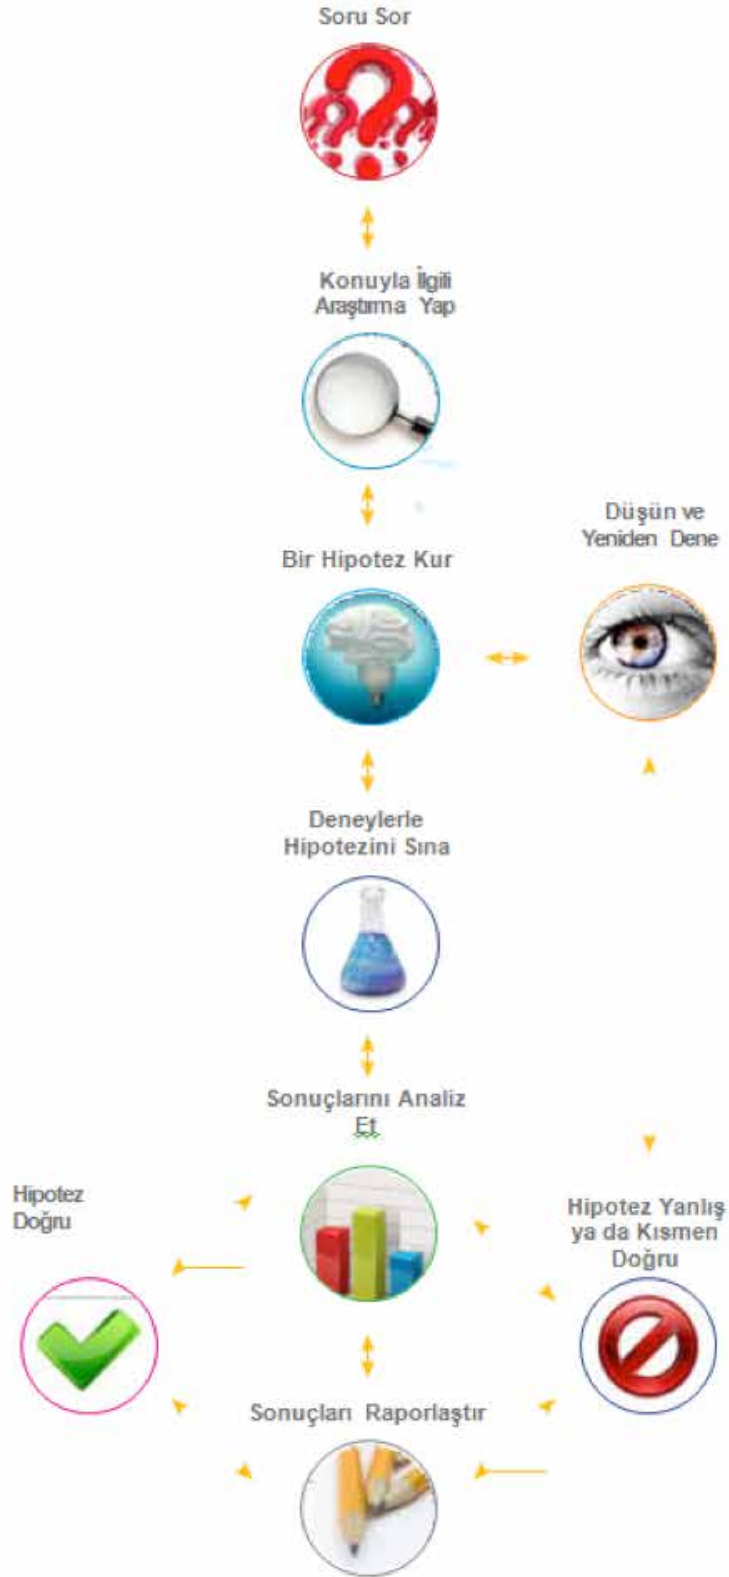 Soru Sor
Konuyla İlgili
Araştırma Yap
Bir Hipotez Kur
Düşün ve
Yeniden Dene
Deneylerle
Hipotezini Sına
Sonuçlarını Analiz
Et
Hipotez
Doğru
Hipotez Yanlış
ya da Kısmen
Doğru
Sonuçları Raporlaştır